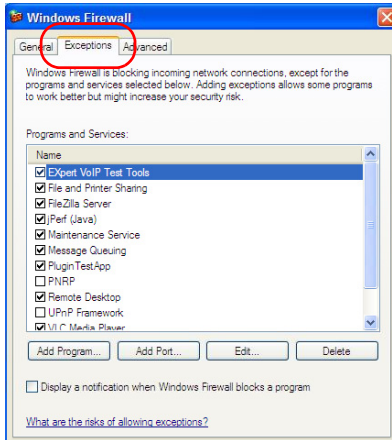 Windows Firewall
General Exceptions Advanced
Windows Firewall is blocking incoming network connections, except for the
programs and services selected below. Adding exceptions allows some programs
to work better but might increase your security risk.
Programs and Services:
Name
EXpert VoIP Test Tools
File and Printer Sharing
FileZilla Server
jPerf (Java)
Maintenance Service
Message Queuing
PluginTestApp
PNRP
Remote Desktop
UPnP Framework
VLC Media Player
Add Program... Add Port... Edit... Delete
Display a notification when Windows Firewall blocks a program
What are the risks of allowing exceptions?